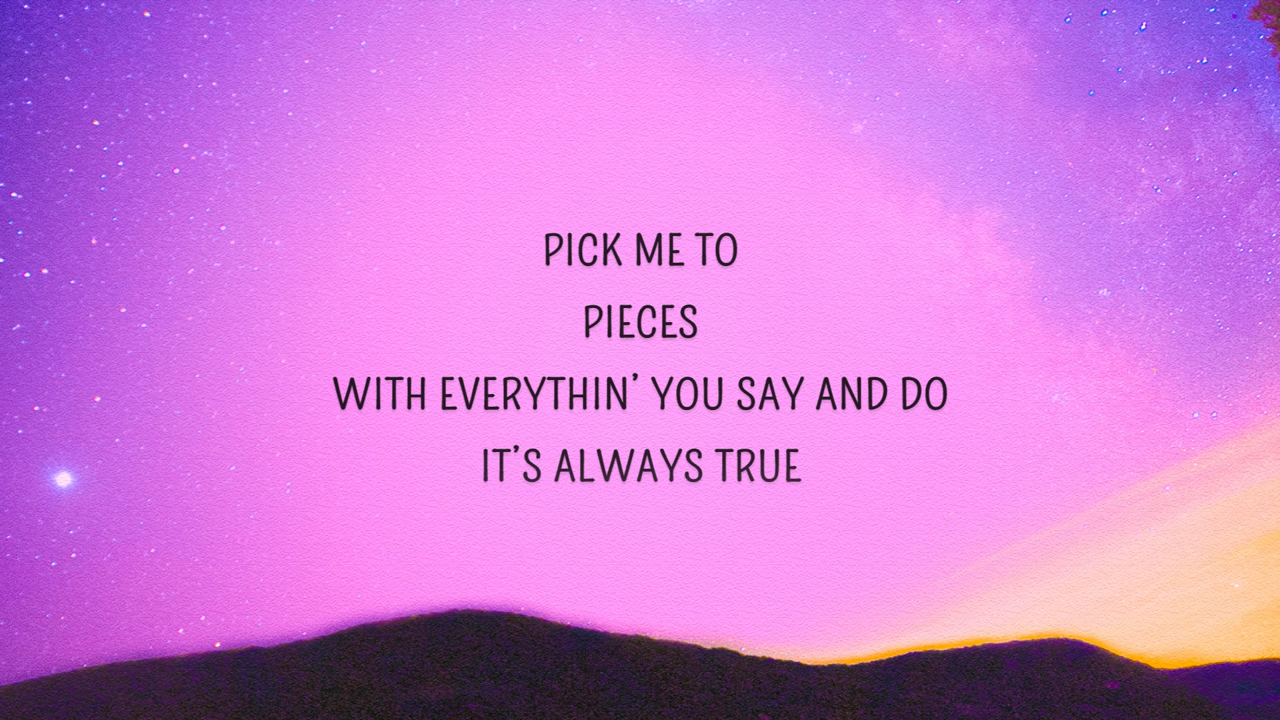 PICK ME TO
PIECES
WITH EVERYTHIN' YOU SAY AND DO
IT'S ALWAYS TRUE